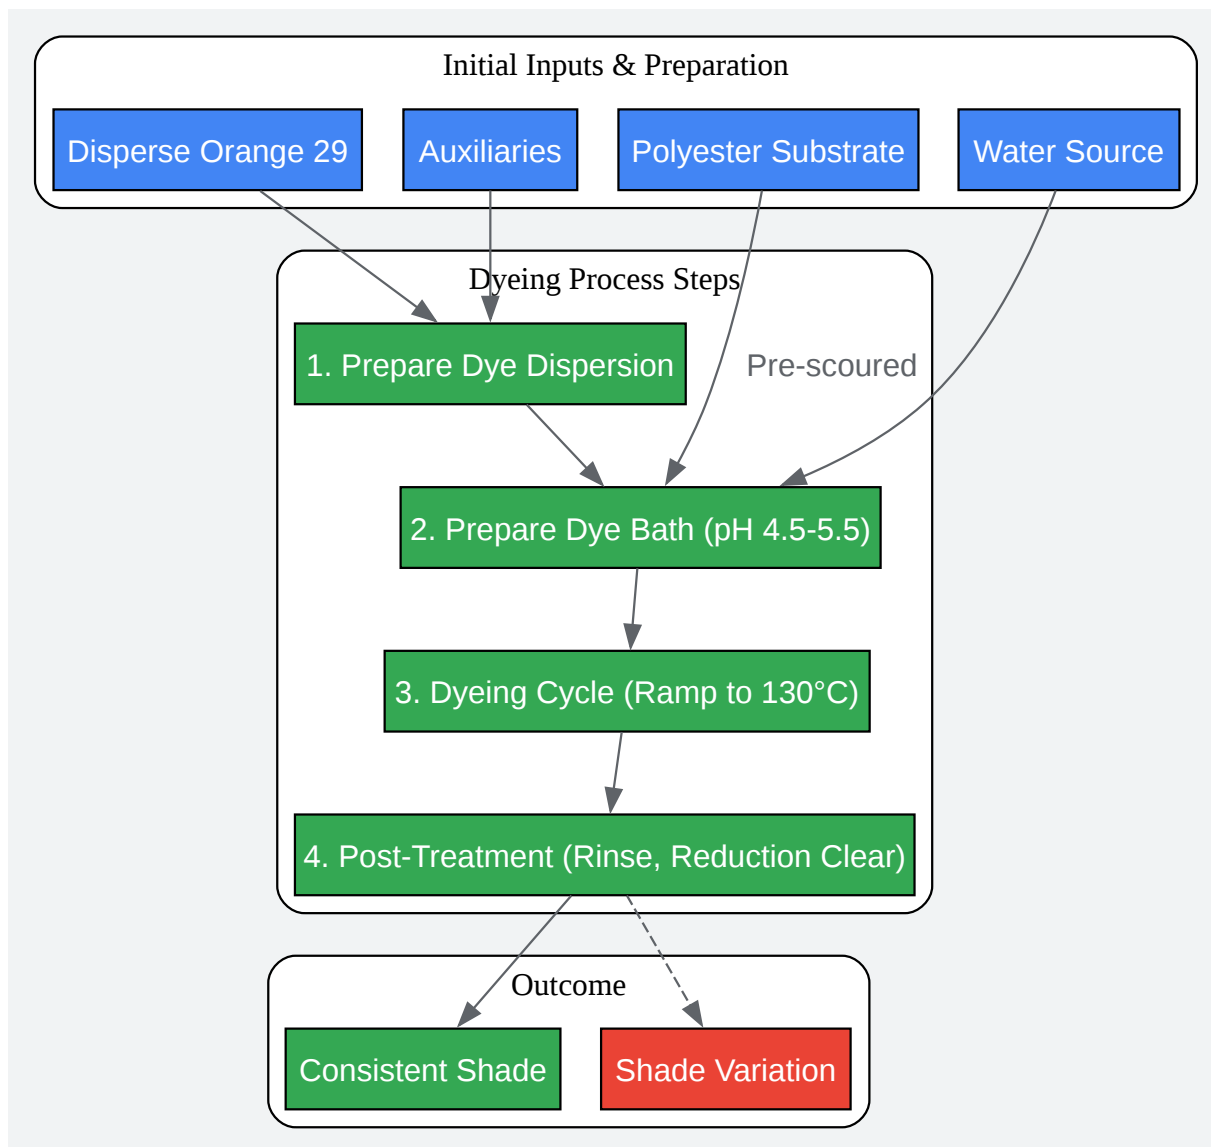 Initial Inputs & Preparation
Disperse Orange 29
Auxiliaries
Polyester Substrate
Water Source
Dyeing Process Steps
1. Prepare Dye Dispersion
Pre-scoured
2. Prepare Dye Bath (pH 4.5-5.5)
3. Dyeing Cycle (Ramp to 130°C)
4. Post-Treatment (Rinse, Reduction Clear)
Outcome
Consistent Shade
Shade Variation